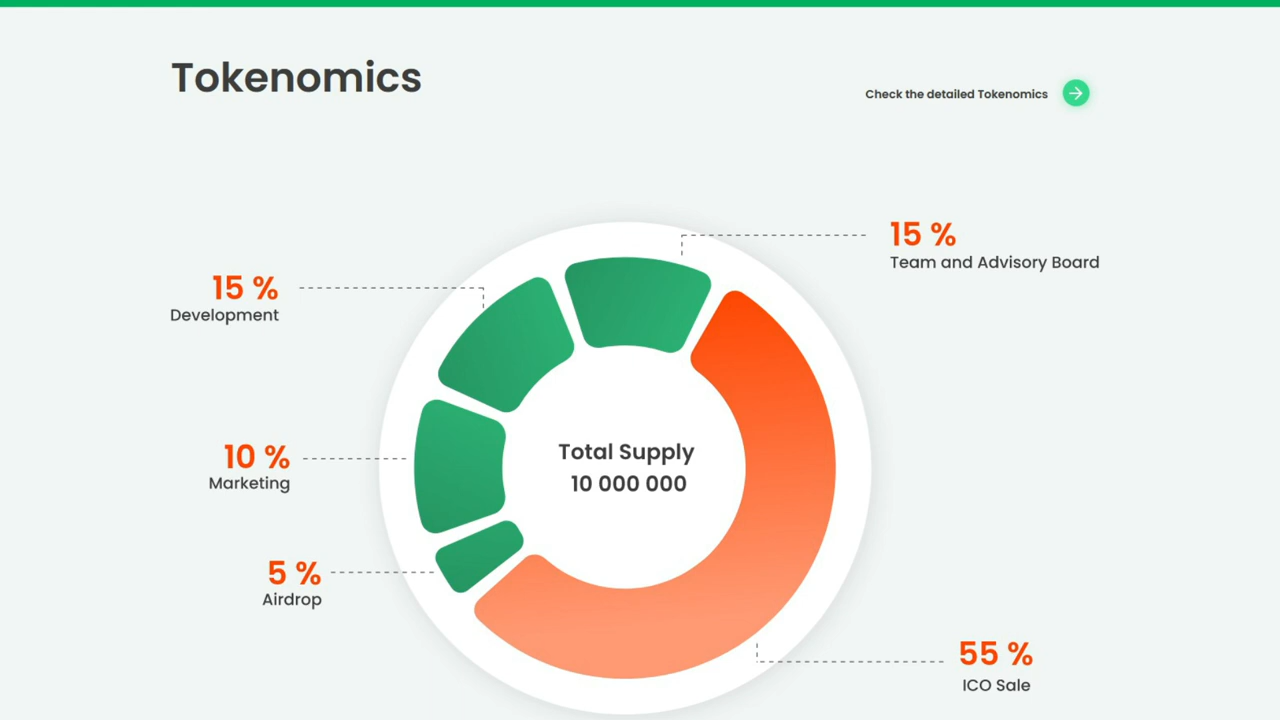 Tokenomics
Check the detailed Tokenomics
15 %
Team and Advisory Board
15 %
Development
Total Supply
10 000 000
10 %
Marketing
5 %
Airdrop
55 %
ICO Sale